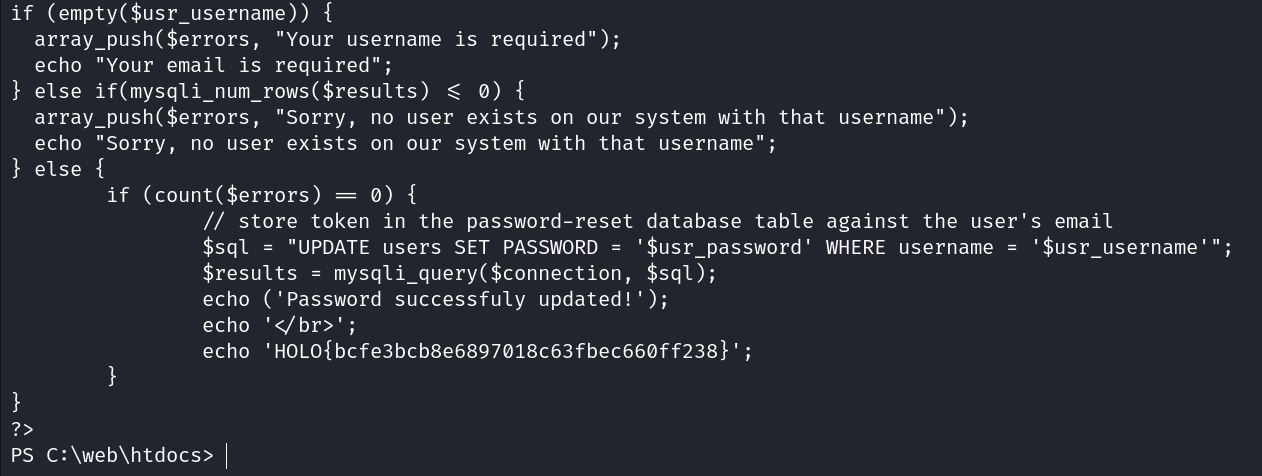 if (empty($usr_username)) {
  array_push($errors, "Your username is required");
  echo "Your email is required";
} else if(mysqli_num_rows($results) <= 0) {
  array_push($errors, "Sorry, no user exists on our system with that username");
  echo "Sorry, no user exists on our system with that username";
} else {
        if (count($errors) == 0) {
                // store token in the password-reset database table against the user's email
                $sql = "UPDATE users SET PASSWORD = '$usr_password' WHERE username = '$usr_username'";
                $results = mysqli_query($connection, $sql);
                echo ('Password successfuly updated!');
                echo '</br>';
                echo 'HOLO{bcfe3bcb8e6897018c63fbec660ff238}';
        }
}
?>
PS C:\web\htdocs>